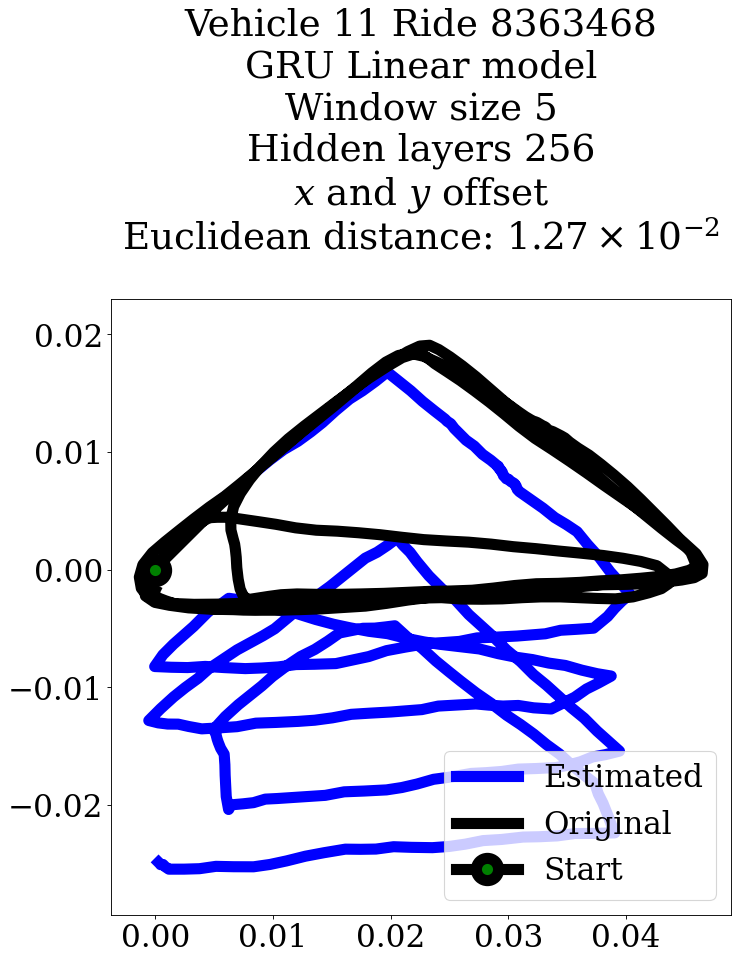 Vehicle 11 Ride 8363468
GRU Linear model
Window size 5
Hidden layers 256
x and y offset
Euclidean distance: 1.27 × 10⁻²
0.02
0.01
0.00
−0.01
−0.02
Estimated
Original
Start
0.00 0.01 0.02 0.03 0.04